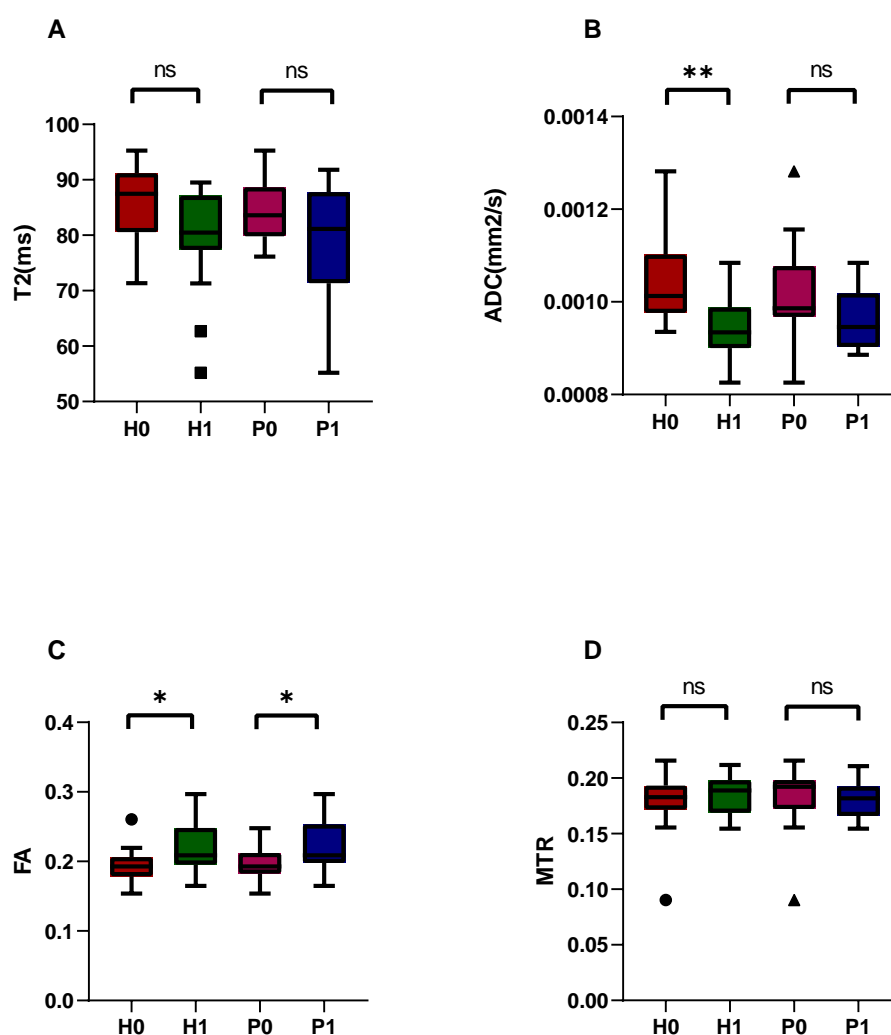 A
ns
ns
T2(ms)
100
90
80
70
60
50
H0
H1
P0
P1
B
**
ns
ADC(mm2/s)
0.0014
0.0012
0.0010
0.0008
H0
H1
P0
P1
C
*
*
FA
0.4
0.3
0.2
0.1
0.0
H0
H1
P0
P1
D
ns
ns
MTR
0.25
0.20
0.15
0.10
0.05
0.00
H0
H1
P0
P1